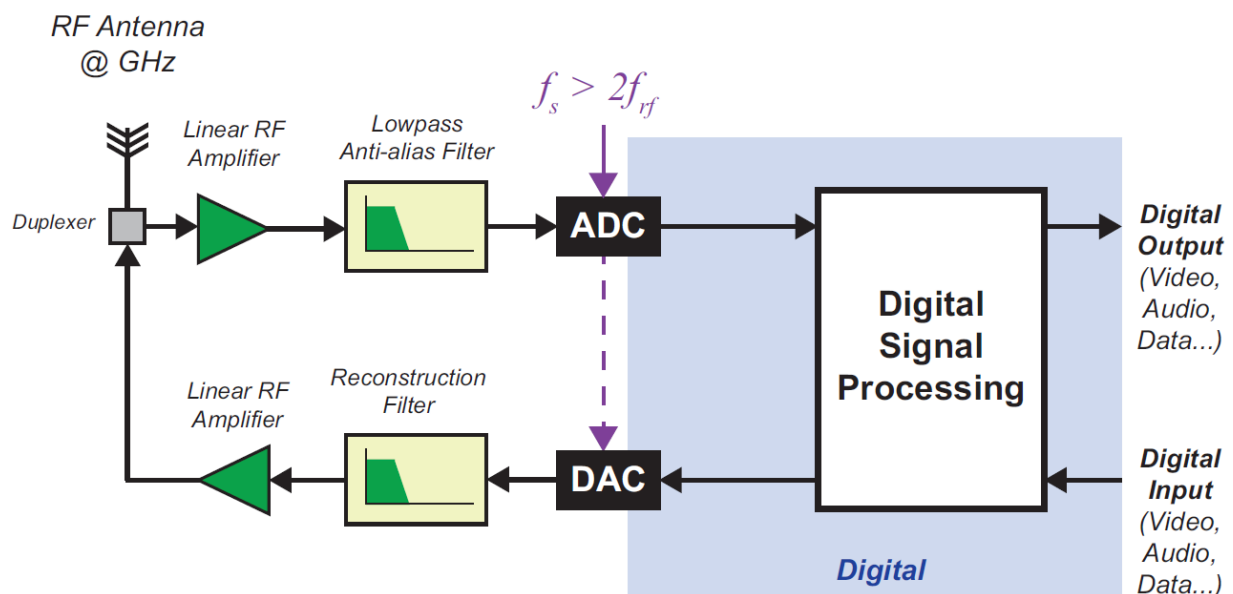 RF Antenna
@ GHz
Linear RF
Amplifier
Lowpass
Anti-alias Filter
fₛ > 2f_rf
Duplexer
ADC
Digital
Signal
Processing
Digital
Output
(Video,
Audio,
Data...)
Linear RF
Amplifier
Reconstruction
Filter
DAC
Digital
Input
(Video,
Audio,
Data...)
Digital